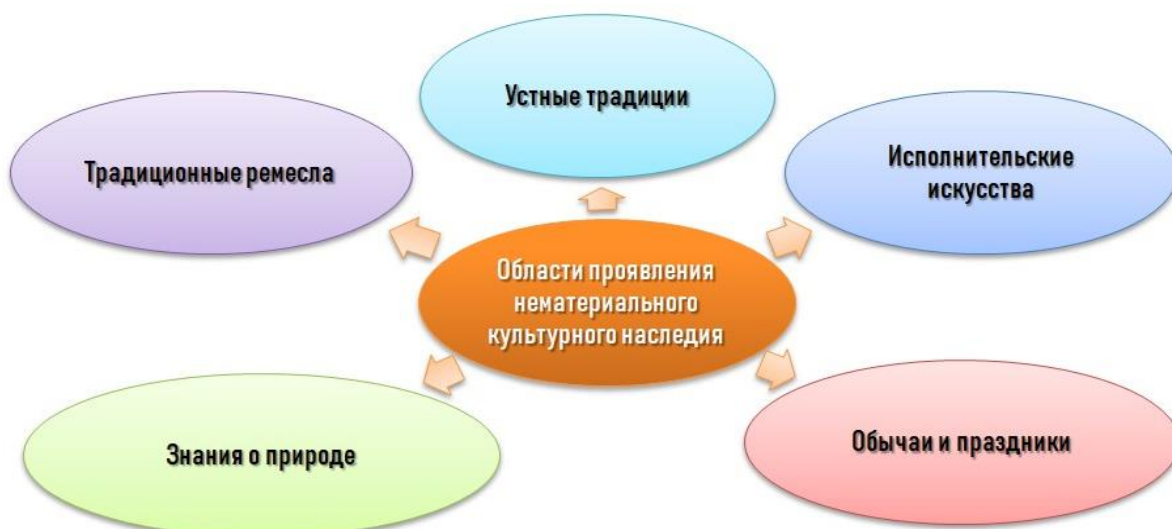 Устные традиции
Традиционные ремесла
Исполнительские
искусства
Области проявления
нематериального
культурного наследия
Знания о природе
Обычаи и праздники